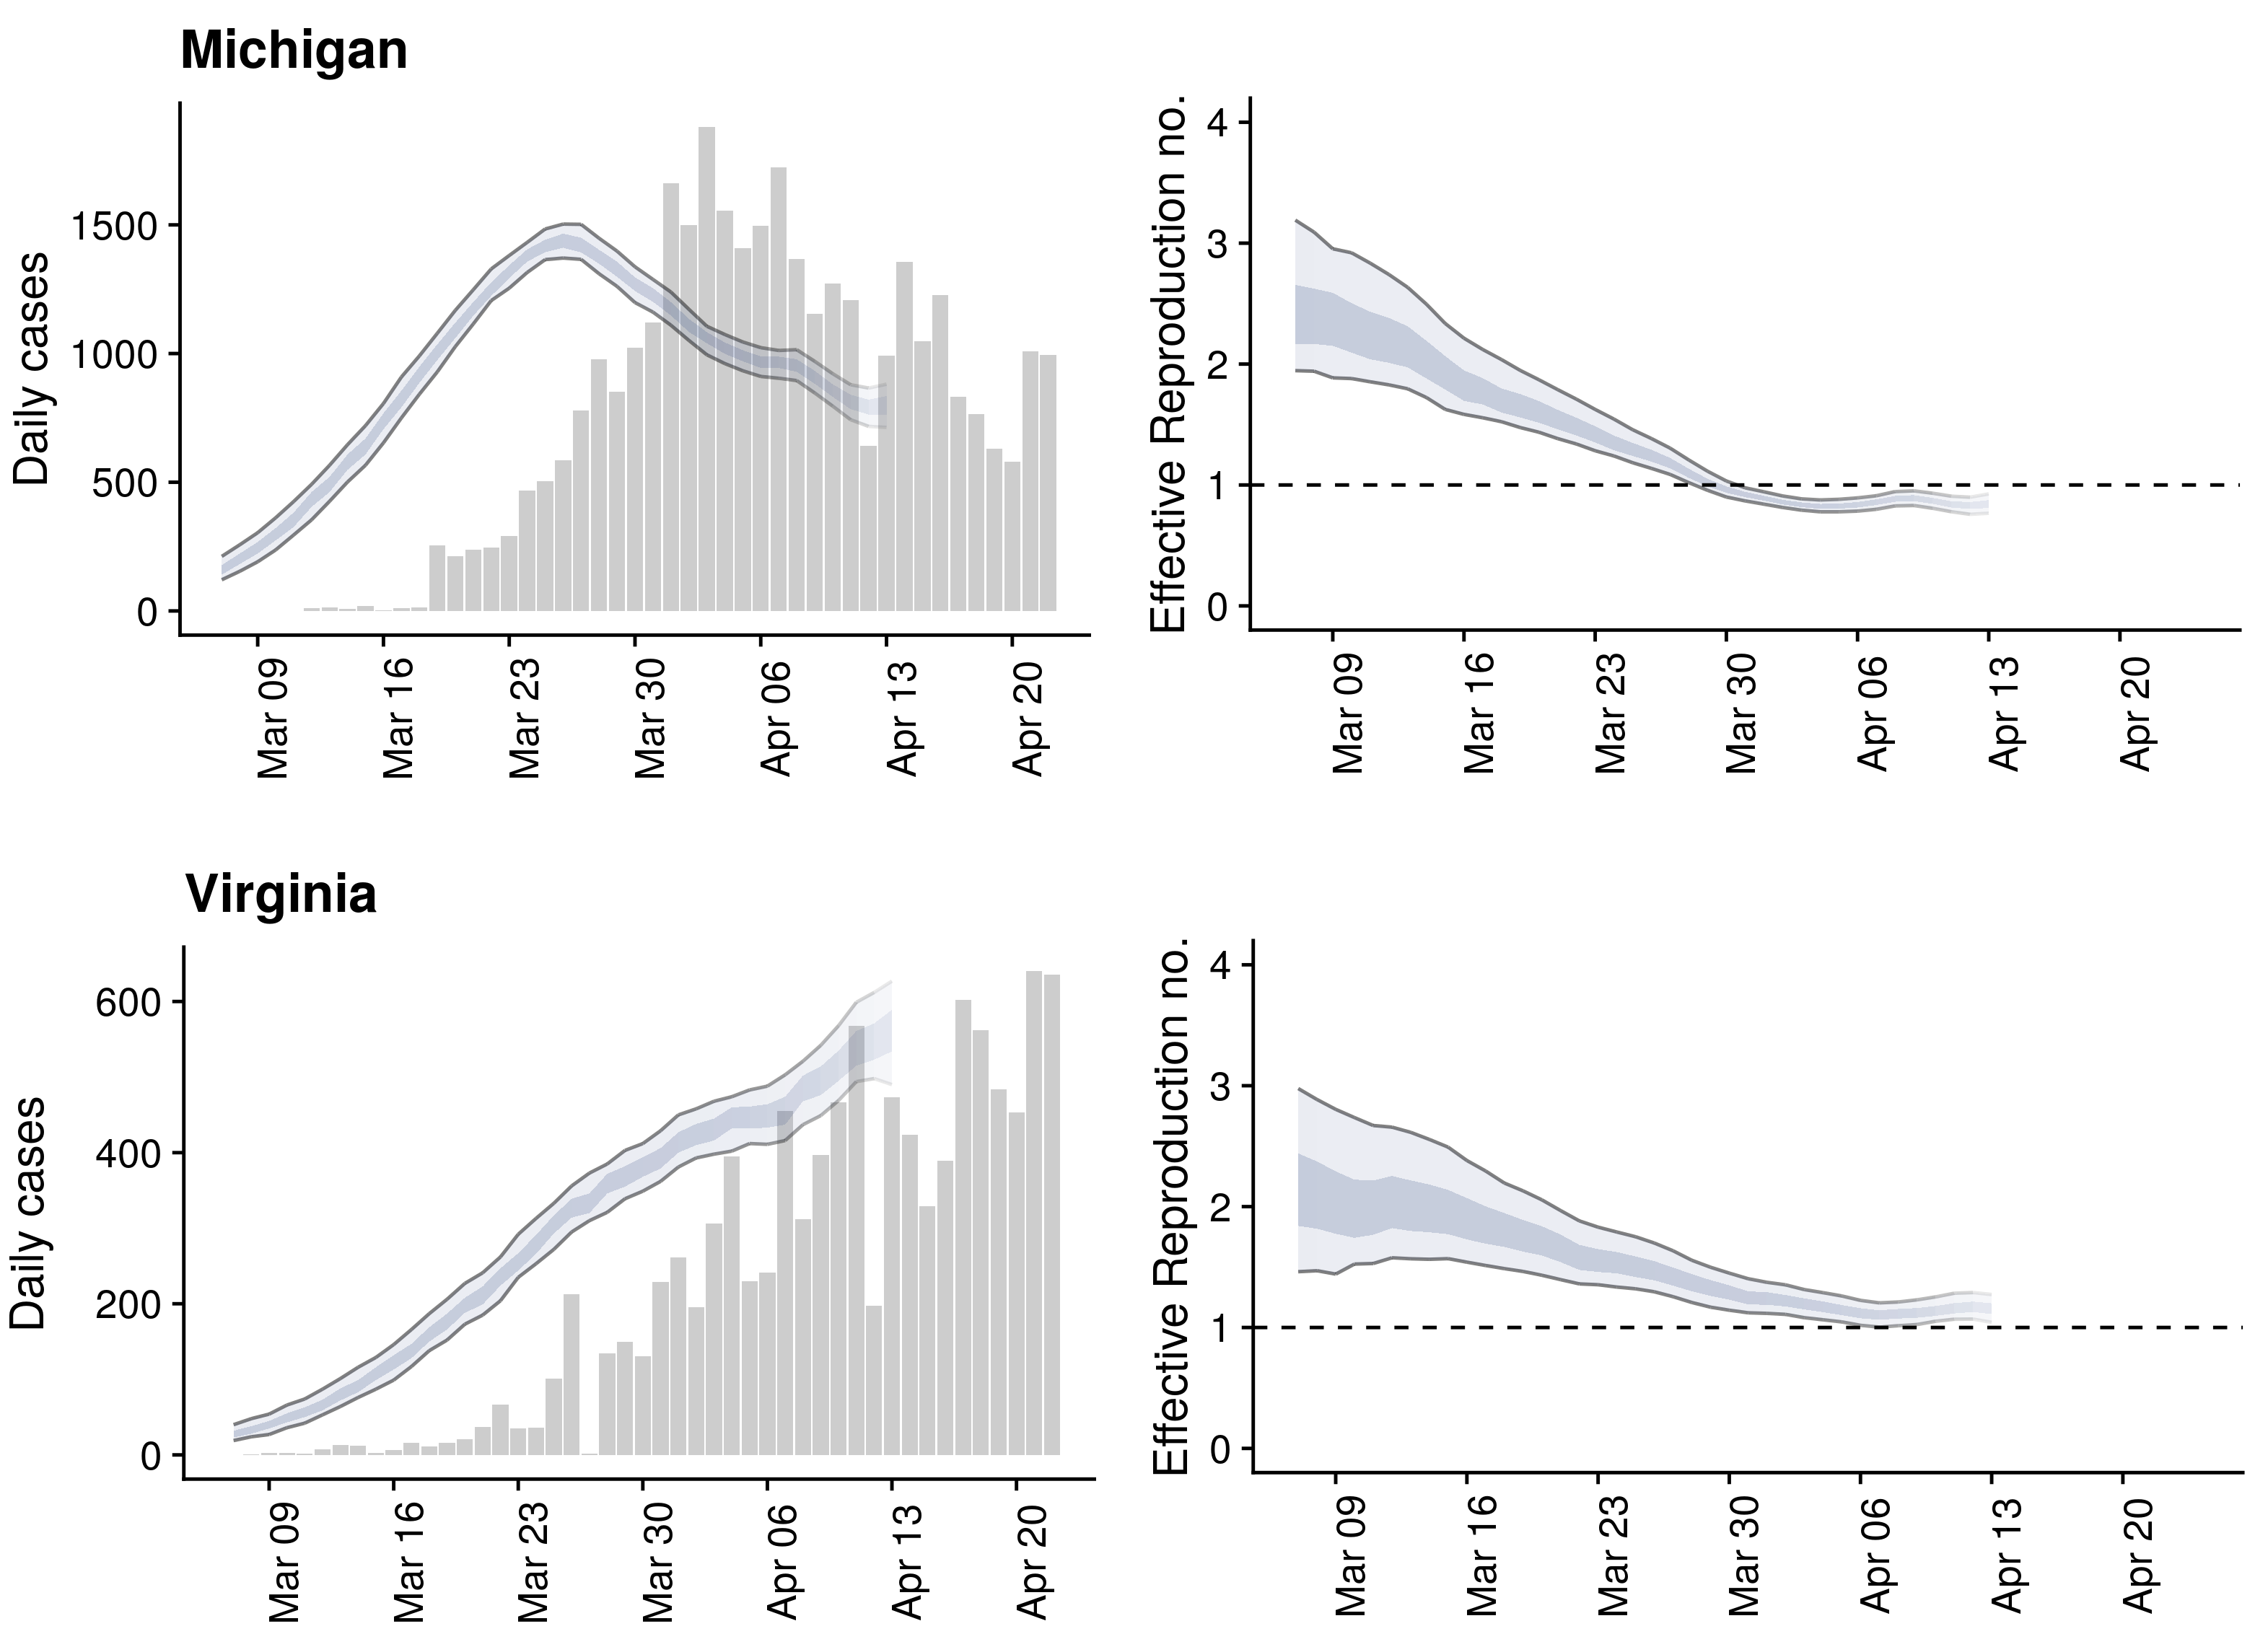 Michigan
Daily cases
1500
1000
500
0
Mar 09
Mar 16
Mar 23
Mar 30
Apr 06
Apr 13
Apr 20
Effective Reproduction no.
4
3
2
1
0
Mar 09
Mar 16
Mar 23
Mar 30
Apr 06
Apr 13
Apr 20
Virginia
Daily cases
600
400
200
0
Mar 09
Mar 16
Mar 23
Mar 30
Apr 06
Apr 13
Apr 20
Effective Reproduction no.
4
3
2
1
0
Mar 09
Mar 16
Mar 23
Mar 30
Apr 06
Apr 13
Apr 20